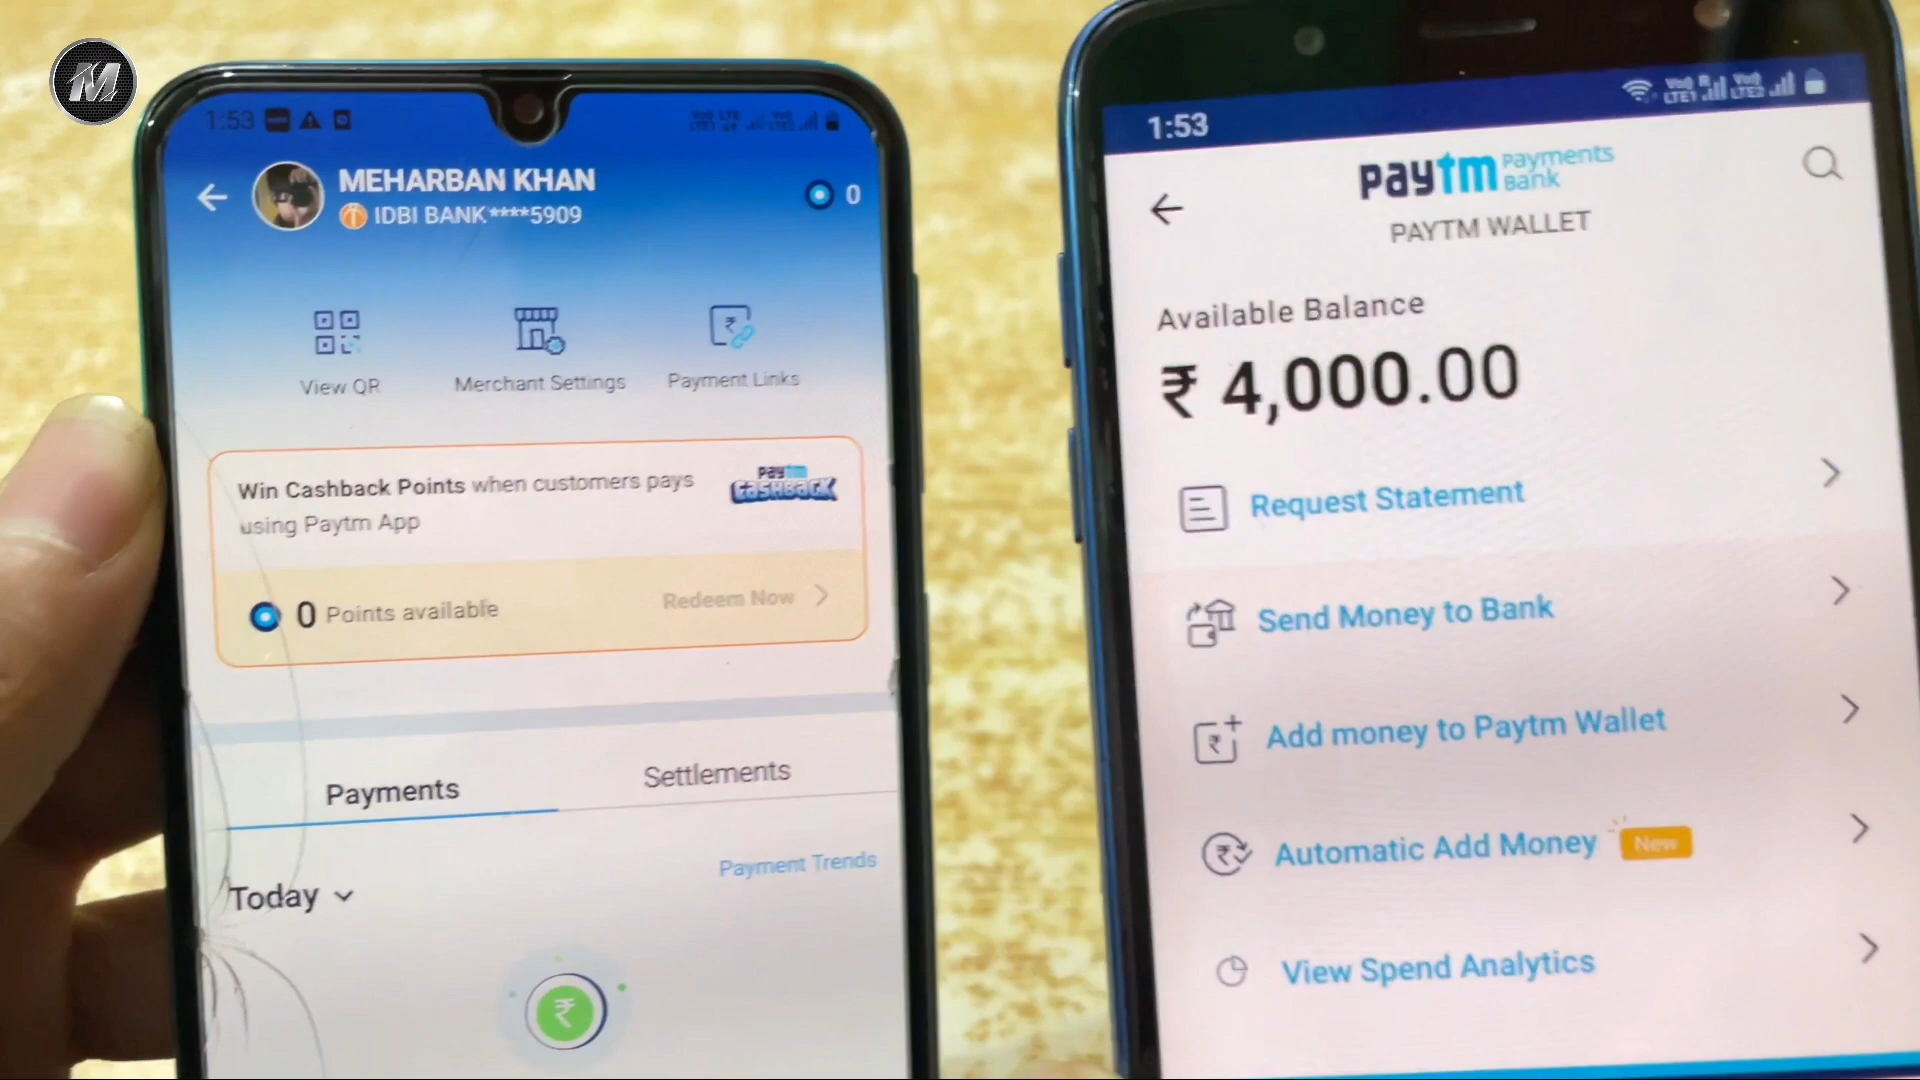 M
1:53
MEHARBAN KHAN
IDBI BANK ****5909
0
View QR
Merchant Settings
Payment Links
Win Cashback Points when customers pays
using Paytm App
Paytm
CASHBACK
0 Points available
Redeem Now
Payments
Settlements
Payment Trends
Today
1:53
LTE1 R LTE2
paytm Payments
Bank
PAYTM WALLET
Available Balance
₹ 4,000.00
Request Statement
Send Money to Bank
Add money to Paytm Wallet
Automatic Add Money New
View Spend Analytics